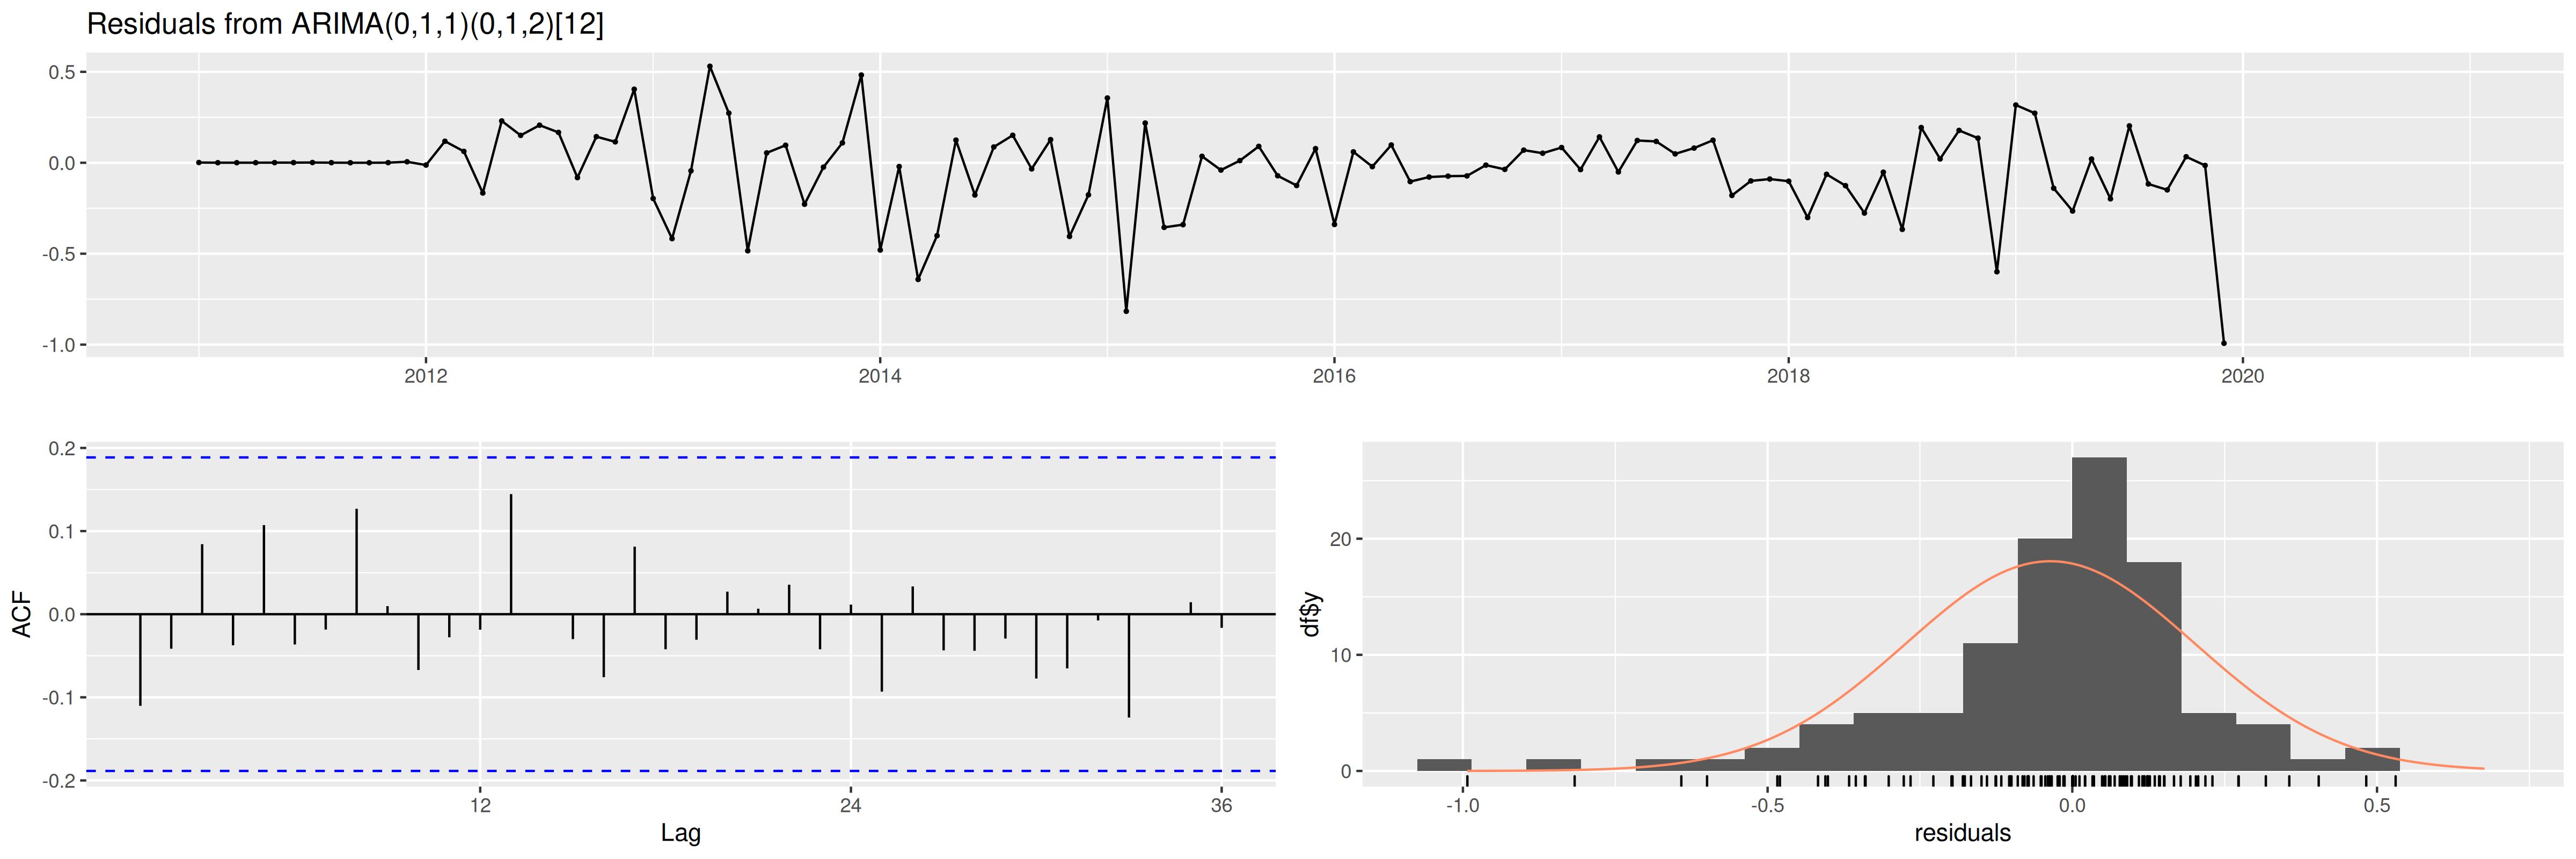 Residuals from ARIMA(0,1,1)(0,1,2)[12]
0.5
0.0
-0.5
-1.0
2012 2014 2016 2018 2020
0.2
0.1
0.0
-0.1
-0.2
ACF
12 24 36
Lag
20
10
0
df$y
-1.0 -0.5 0.0 0.5
residuals